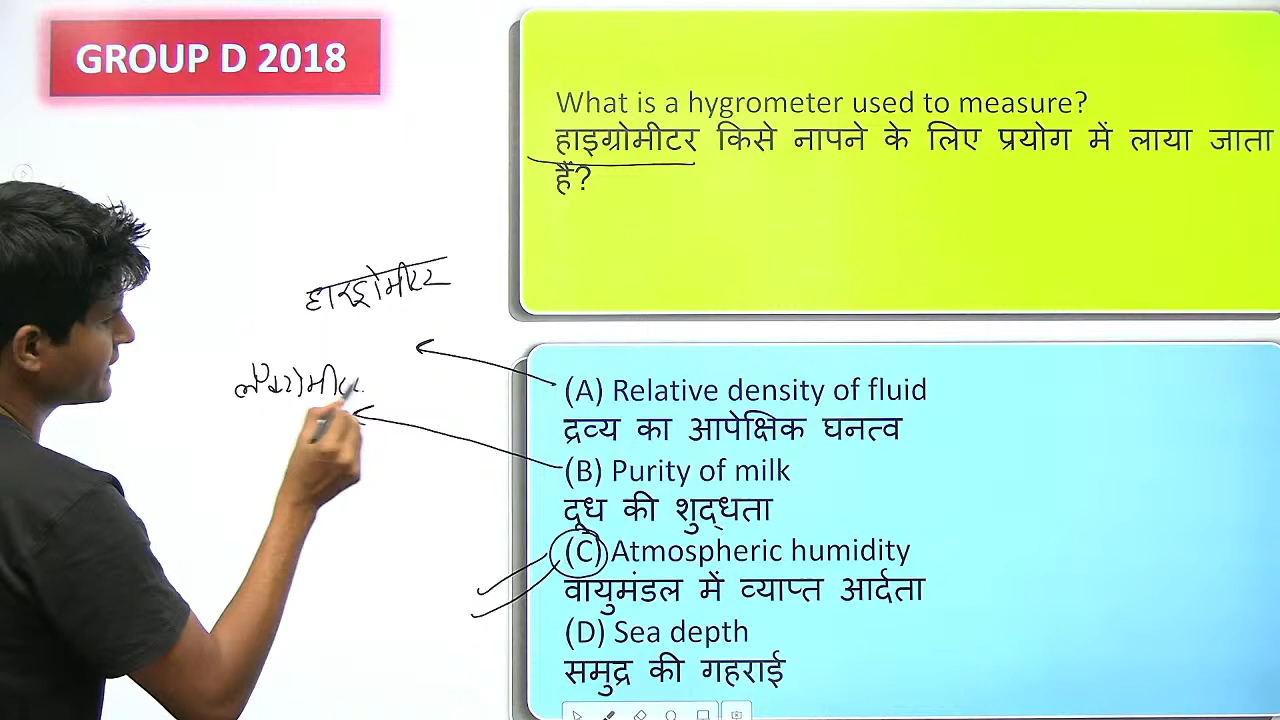 GROUP D 2018
What is a hygrometer used to measure?
हाइग्रोमीटर किसे नापने के लिए प्रयोग में लाया जाता
हैं?
हाइड्रोमीटर
लैक्टोमीटर
(A) Relative density of fluid
द्रव्य का आपेक्षिक घनत्व
(B) Purity of milk
दूध की शुद्धता
(C) Atmospheric humidity
वायुमंडल में व्याप्त आर्दता
(D) Sea depth
समुद्र की गहराई